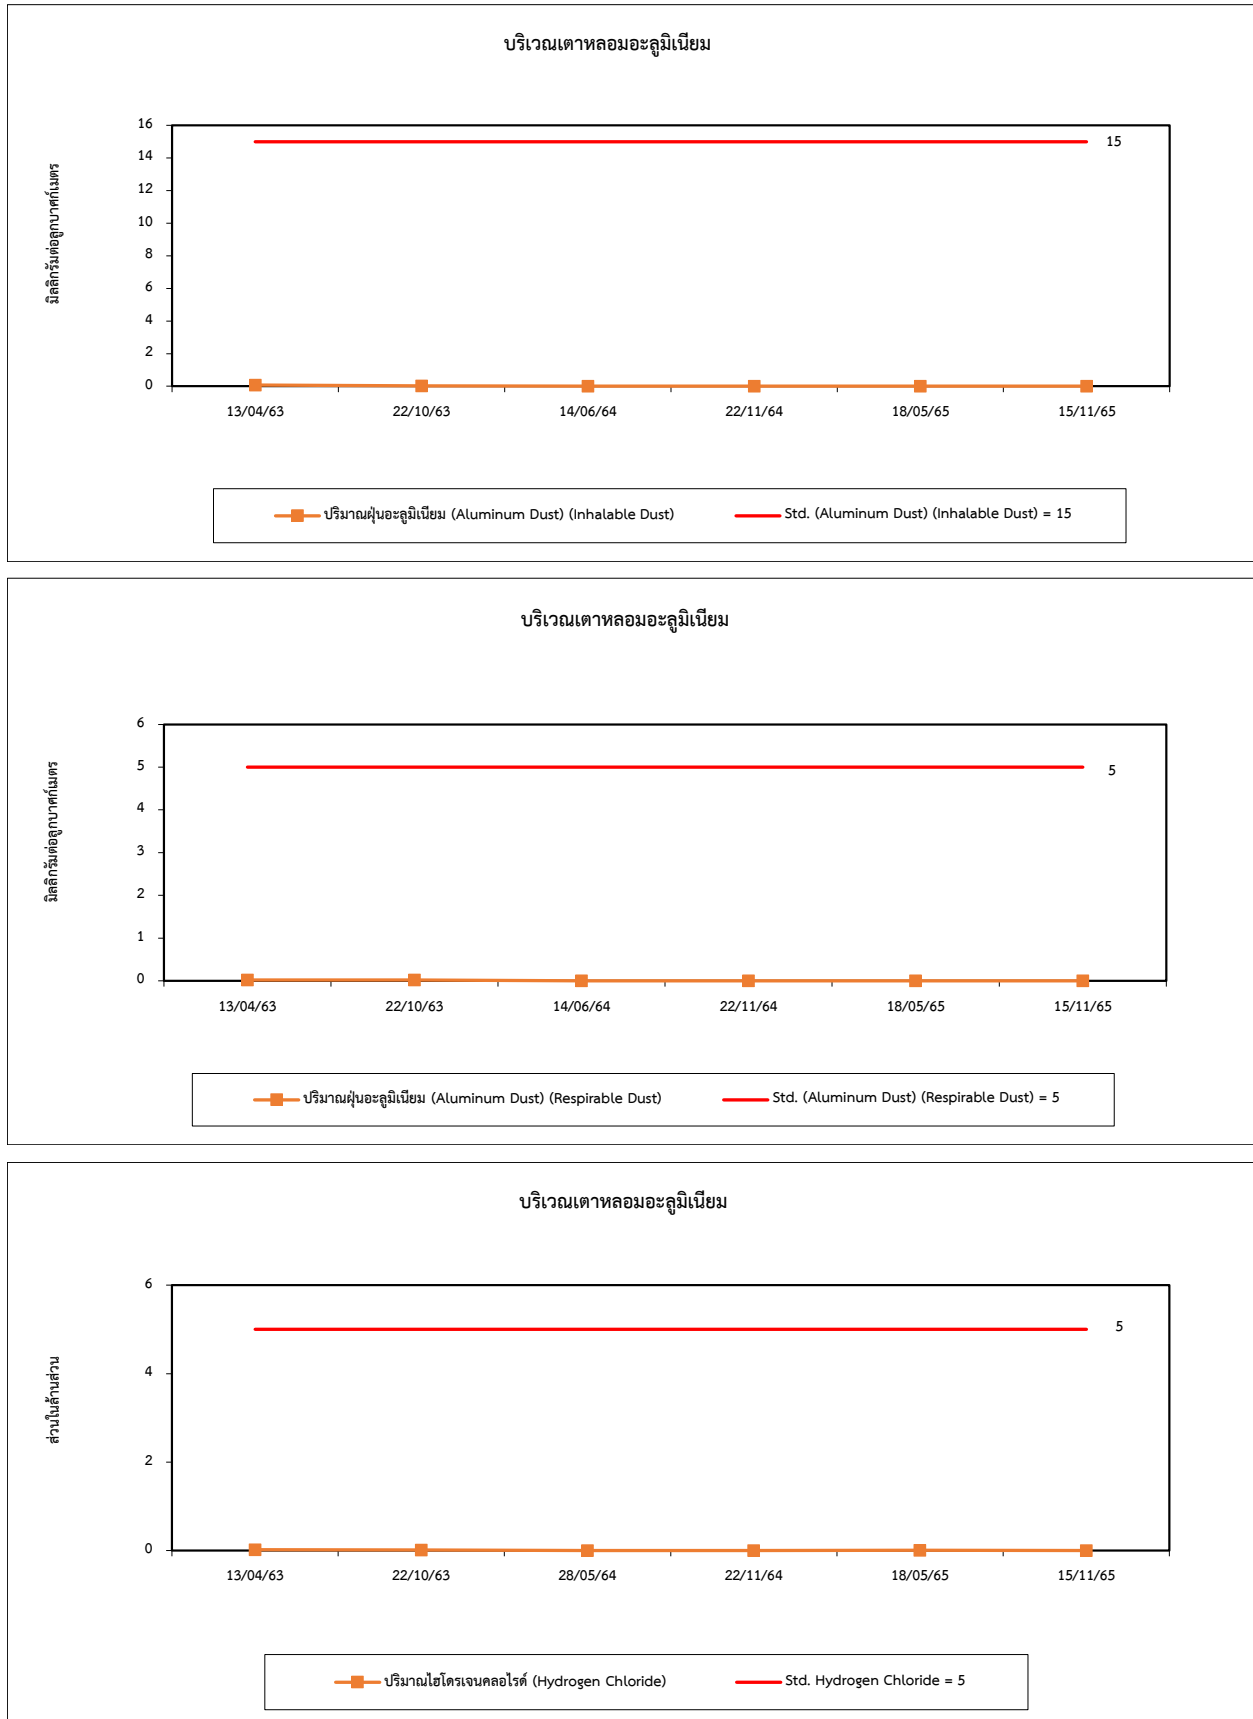 บริเวณเตาหลอมอะลูมิเนียม
มิลลิกรัมต่อลูกบาศก์เมตร
16
14
12
10
8
6
4
2
0
15
13/04/63 22/10/63 14/06/64 22/11/64 18/05/65 15/11/65
ปริมาณฝุ่นอะลูมิเนียม (Aluminum Dust) (Inhalable Dust) Std. (Aluminum Dust) (Inhalable Dust) = 15
บริเวณเตาหลอมอะลูมิเนียม
มิลลิกรัมต่อลูกบาศก์เมตร
6
5
4
3
2
1
0
5
13/04/63 22/10/63 14/06/64 22/11/64 18/05/65 15/11/65
ปริมาณฝุ่นอะลูมิเนียม (Aluminum Dust) (Respirable Dust) Std. (Aluminum Dust) (Respirable Dust) = 5
บริเวณเตาหลอมอะลูมิเนียม
ส่วนในล้านส่วน
6
4
2
0
5
13/04/63 22/10/63 28/05/64 22/11/64 18/05/65 15/11/65
ปริมาณไฮโดรเจนคลอไรด์ (Hydrogen Chloride) Std. Hydrogen Chloride = 5